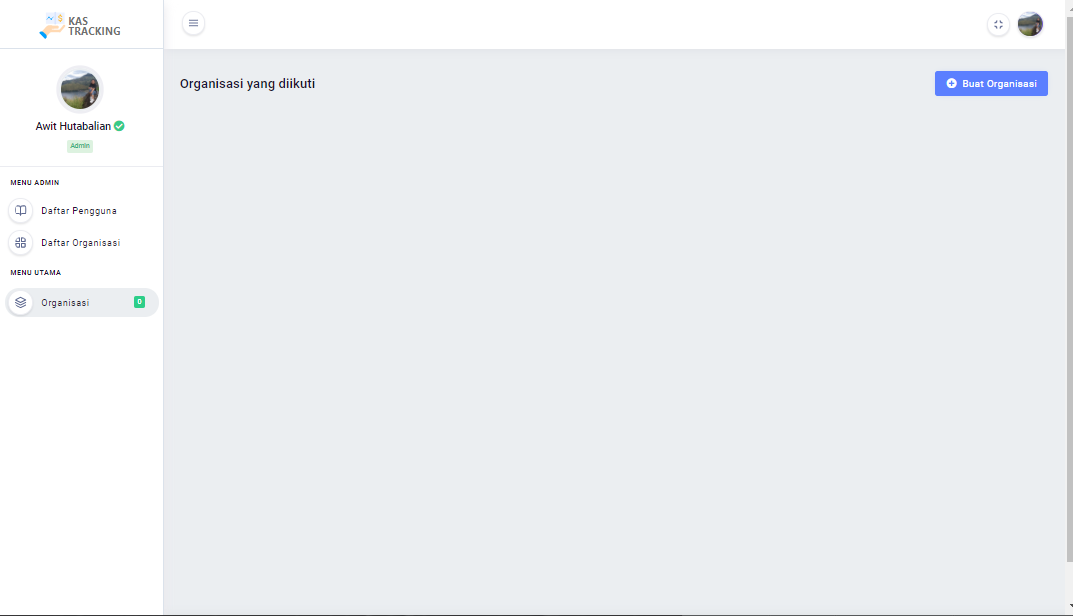 KAS
TRACKING
Awit Hutabalian
Admin
MENU ADMIN
Daftar Pengguna
Daftar Organisasi
MENU UTAMA
Organisasi 0
Organisasi yang diikuti
Buat Organisasi